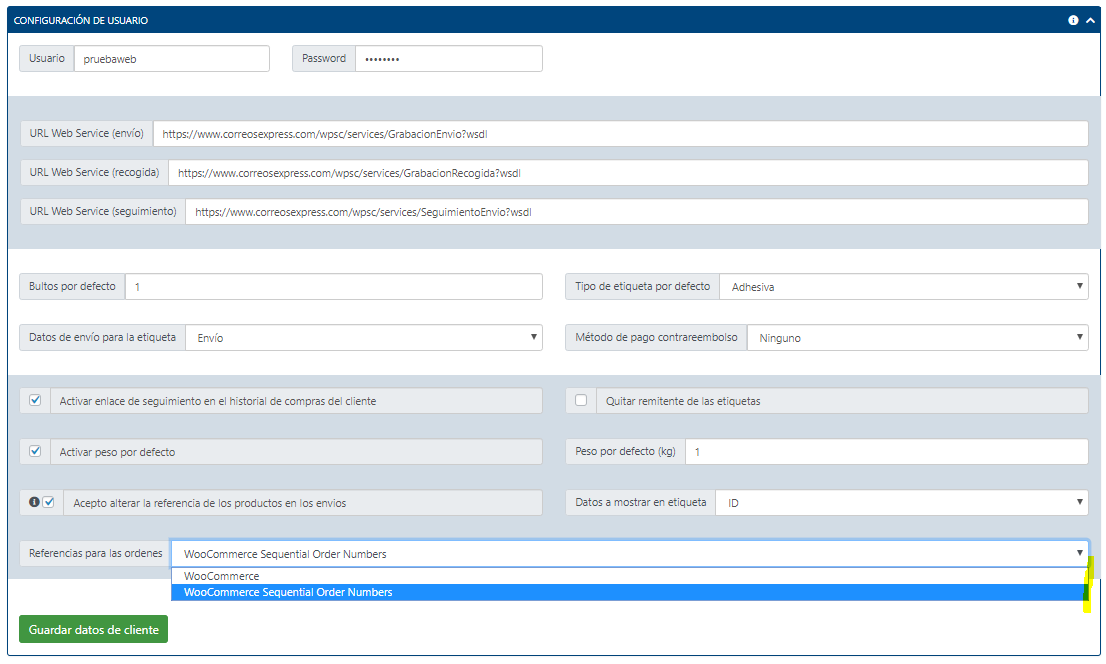 CONFIGURACIÓN DE USUARIO
Usuario pruebaweb Password ••••••••
URL Web Service (envío) https://www.correosexpress.com/wpsc/services/GrabacionEnvio?wsdl
URL Web Service (recogida) https://www.correosexpress.com/wpsc/services/GrabacionRecogida?wsdl
URL Web Service (seguimiento) https://www.correosexpress.com/wpsc/services/SeguimientoEnvio?wsdl
Bultos por defecto 1 Tipo de etiqueta por defecto Adhesiva
Datos de envío para la etiqueta Envío Método de pago contrareembolso Ninguno
Activar enlace de seguimiento en el historial de compras del cliente Quitar remitente de las etiquetas
Activar peso por defecto Peso por defecto (kg) 1
Acepto alterar la referencia de los productos en los envios Datos a mostrar en etiqueta ID
Referencias para las ordenes WooCommerce Sequential Order Numbers
WooCommerce
WooCommerce Sequential Order Numbers
Guardar datos de cliente